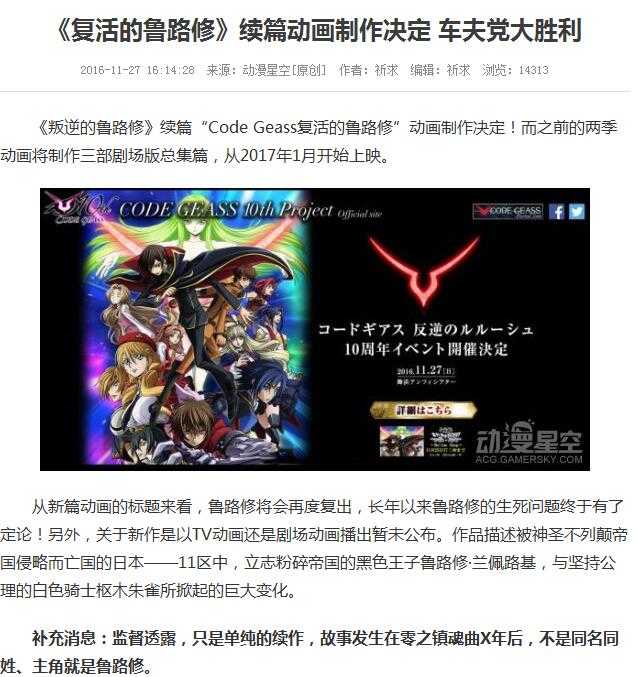 《复活的鲁路修》续篇动画制作决定 车夫党大胜利
2016-11-27 16:14:28 来源：动漫星空[原创] 作者：祈求 编辑：祈求 浏览：14313
《叛逆的鲁路修》续篇“Code Geass复活的鲁路修”动画制作决定！而之前的两季
动画将制作三部剧场版总集篇，从2017年1月开始上映。
CODE GEASS
CODE GEASS 10th Project Official site
CODE GEASS
コードギアス 反逆のルルーシュ
10周年イベント開催決定
2016.11.27[日]
舞浜アンフィシアター
詳細はこちら
动漫星空
ACG.GAMERSKY.COM
从新篇动画的标题来看，鲁路修将会再度复出，长年以来鲁路修的生死问题终于有了
定论！另外，关于新作是以TV动画还是剧场动画播出暂未公布。作品描述被神圣不列颠帝
国侵略而亡国的日本——11区中，立志粉碎帝国的黑色王子鲁路修·兰佩路基，与坚持公
理的白色骑士枢木朱雀所掀起的巨大变化。
补充消息：监督透露，只是单纯的续作，故事发生在零之镇魂曲X年后，不是同名同
姓、主角就是鲁路修。